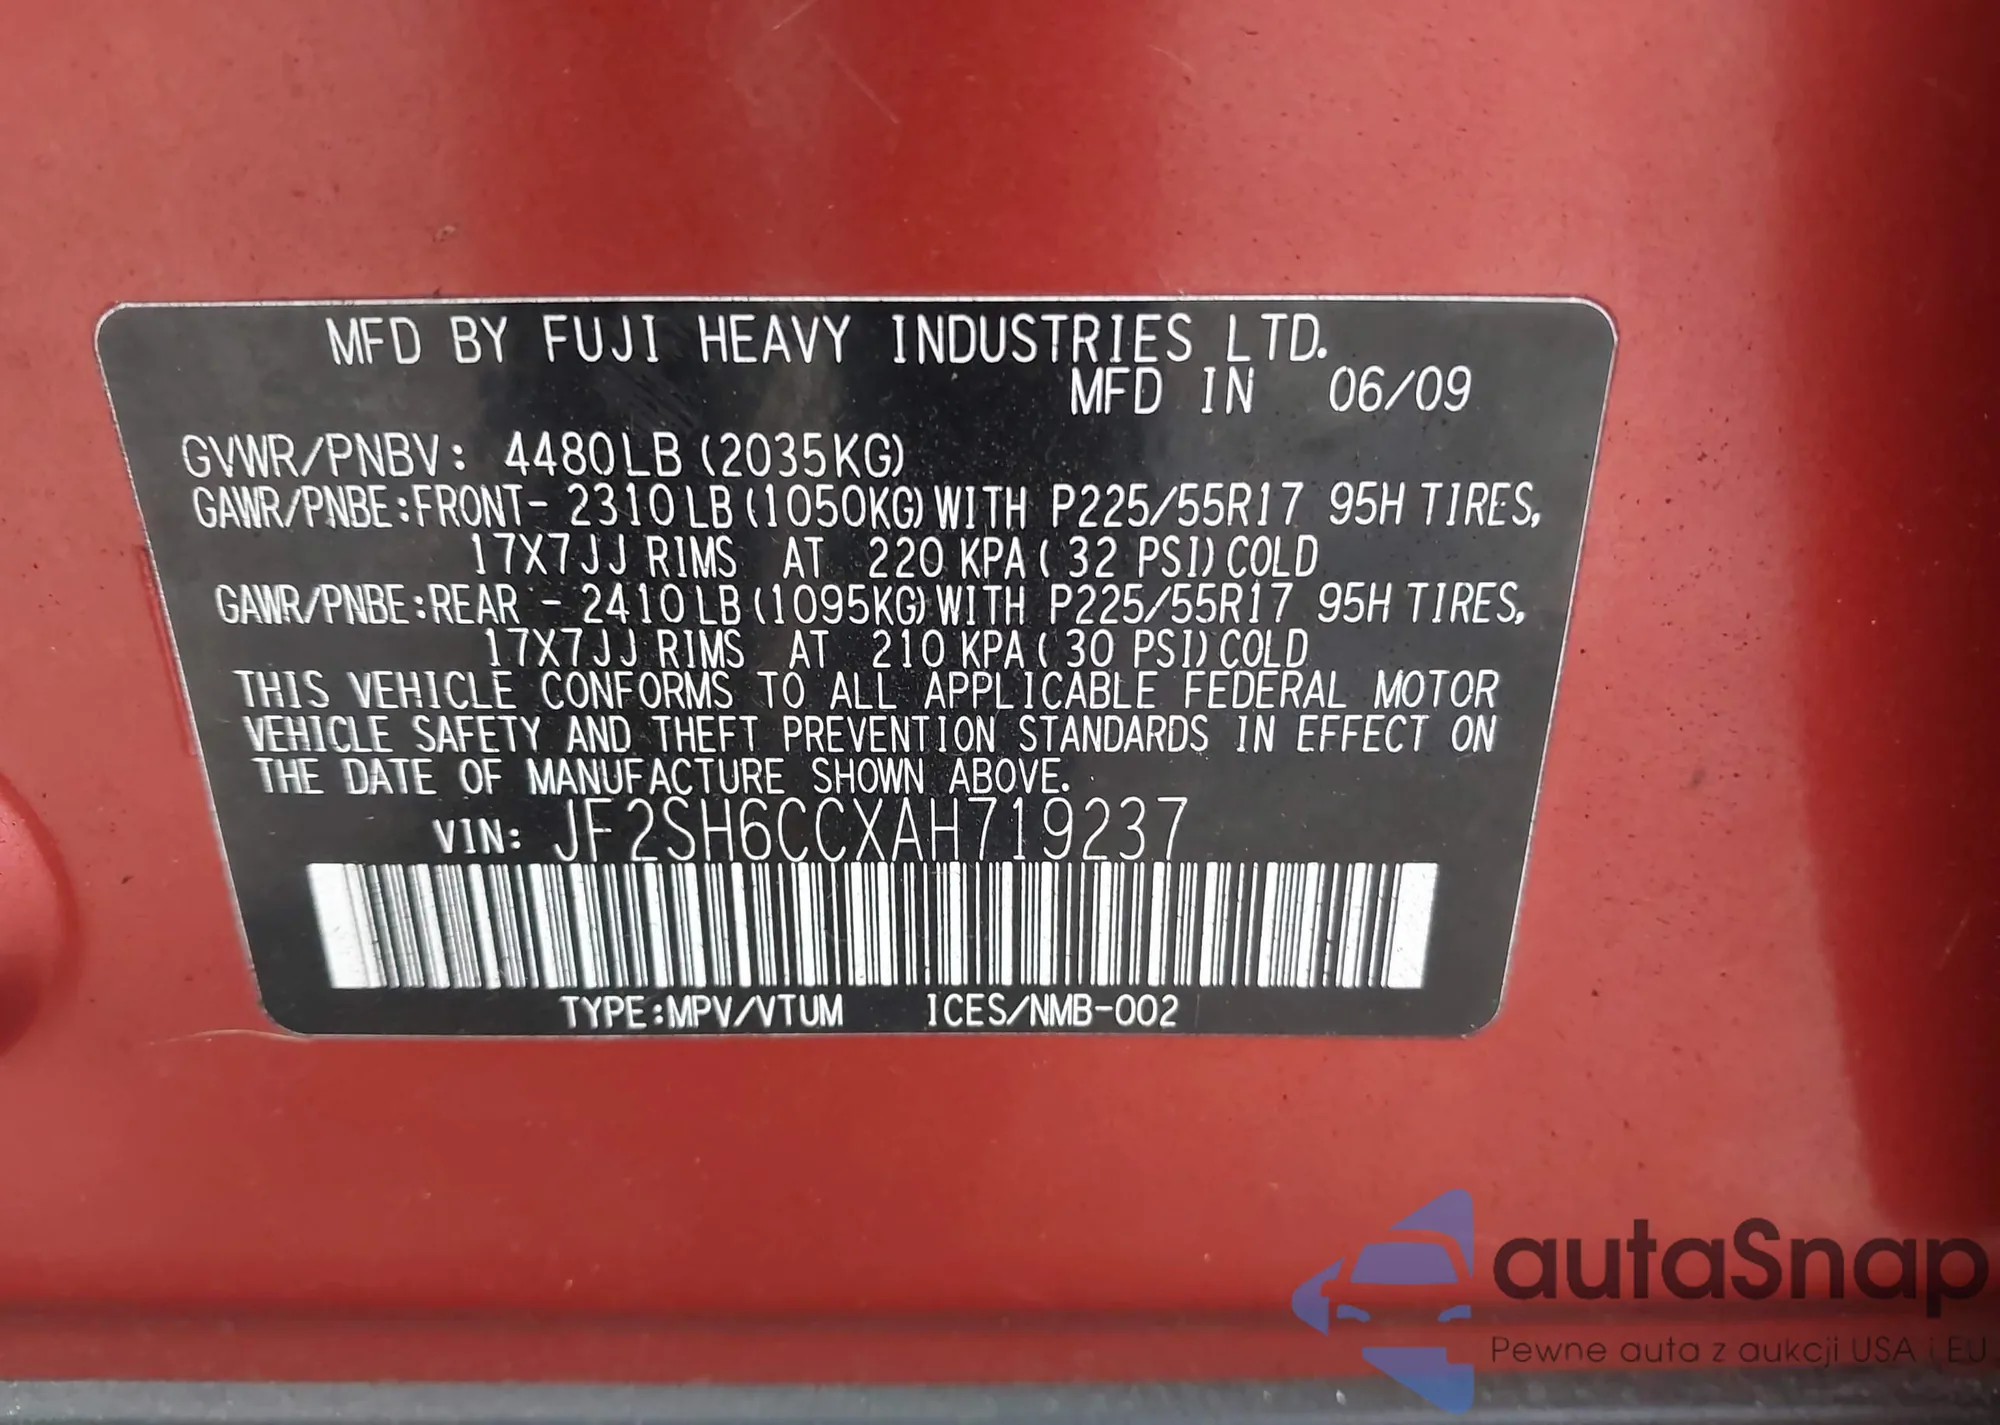 MFD BY FUJI HEAVY INDUSTRIES LTD.
MFD IN 06/09
GVWR/PNBV: 4480LB (2035KG)
GAWR/PNBE:FRONT- 2310LB (1050KG) WITH P225/55R17 95H TIRES,
17X7JJ RIMS AT 220 KPA ( 32 PSI) COLD
GAWR/PNBE:REAR - 2410LB (1095KG) WITH P225/55R17 95H TIRES,
17X7JJ RIMS AT 210 KPA ( 30 PSI) COLD
THIS VEHICLE CONFORMS TO ALL APPLICABLE FEDERAL MOTOR
VEHICLE SAFETY AND THEFT PREVENTION STANDARDS IN EFFECT ON
THE DATE OF MANUFACTURE SHOWN ABOVE.
VIN: JF2SH6CCXAH719237
TYPE:MPV/VTUM ICES/NMB-002
autaSnap
Pewne auta z aukcji USA i EU